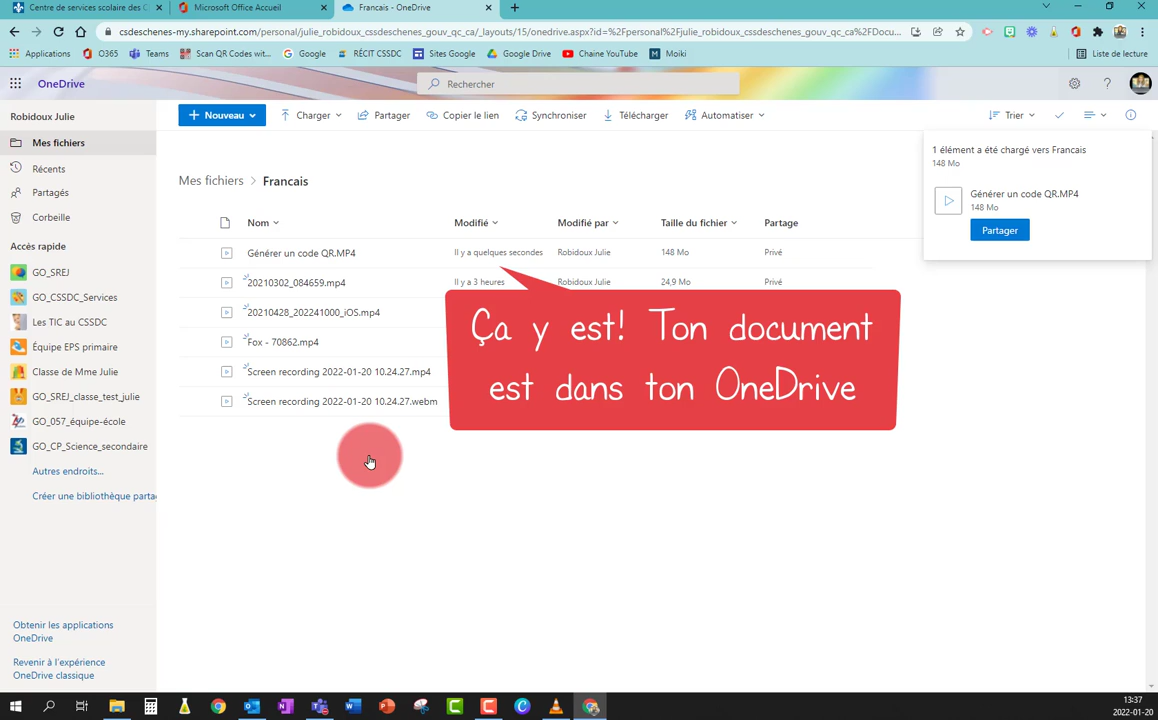 Centre de services scolaire des C
Microsoft Office Accueil
Francais - OneDrive
csdeschenes-my.sharepoint.com/personal/julie_robidoux_cssdeschenes_gouv_qc_ca/_layouts/15/onedrive.aspx?id=%2Fpersonal%2Fjulie_robidoux_cssdeschenes_gouv_qc_ca%2FDocu...
Applications
O365
Teams
Scan QR Codes wit...
Google
RÉCIT CSSDC
Sites Google
Google Drive
Chaine YouTube
Moiki
Liste de lecture
OneDrive
Rechercher
Robidoux Julie
Nouveau
Charger
Partager
Copier le lien
Synchroniser
Télécharger
Automatiser
Trier
Mes fichiers
Récents
Partagés
Corbeille
Accès rapide
GO_SREJ
GO_CSSDC_Services
Les TIC au CSSDC
Équipe EPS primaire
Classe de Mme Julie
GO_SREJ_classe_test_julie
GO_057_équipe-école
GO_CP_Science_secondaire
Autres endroits...
Créer une bibliothèque parta
Obtenir les applications
OneDrive
Revenir à l'expérience
OneDrive classique
Mes fichiers > Francais
Nom Modifié Modifié par Taille du fichier Partage
Générer un code QR.MP4 Il y a quelques secondes Robidoux Julie 148 Mo Privé
20210302_084659.mp4 Il y a 3 heures Robidoux Julie 24,9 Mo Privé
20210428_202241000_iOS.mp4
Fox - 70862.mp4
Screen recording 2022-01-20 10.24.27.mp4
Screen recording 2022-01-20 10.24.27.webm
1 élément a été chargé vers Francais
148 Mo
Générer un code QR.MP4
148 Mo
Partager
Ça y est! Ton document
est dans ton OneDrive
13:37
2022-01-20